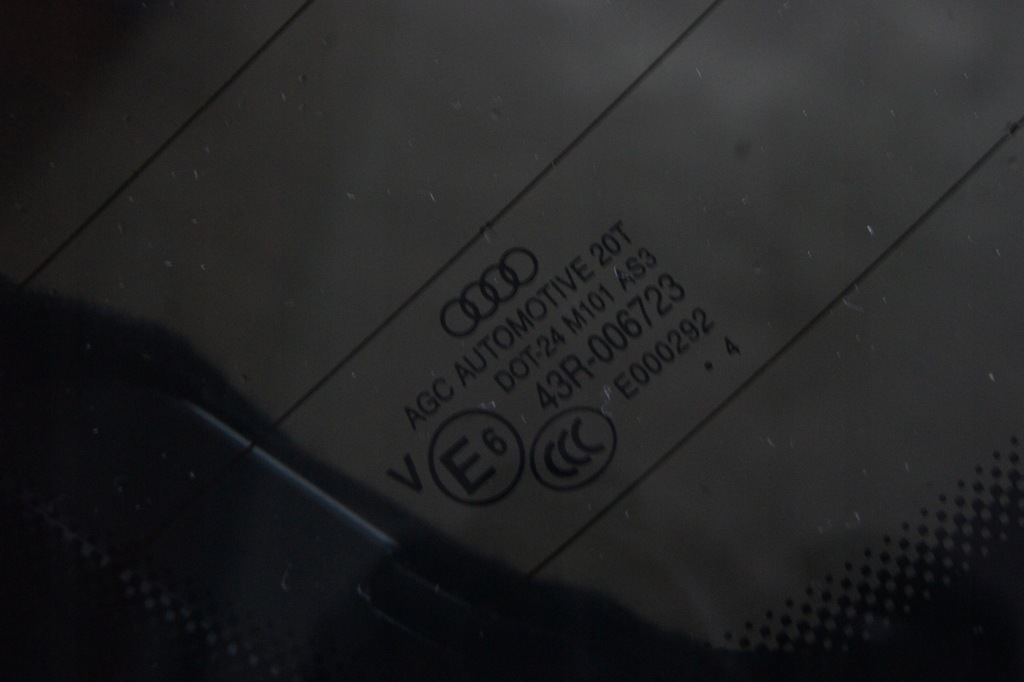 AGC AUTOMOTIVE 20T
DOT-24 M101 AS3
43R-006723
E000292
V E6 CCC
. 4